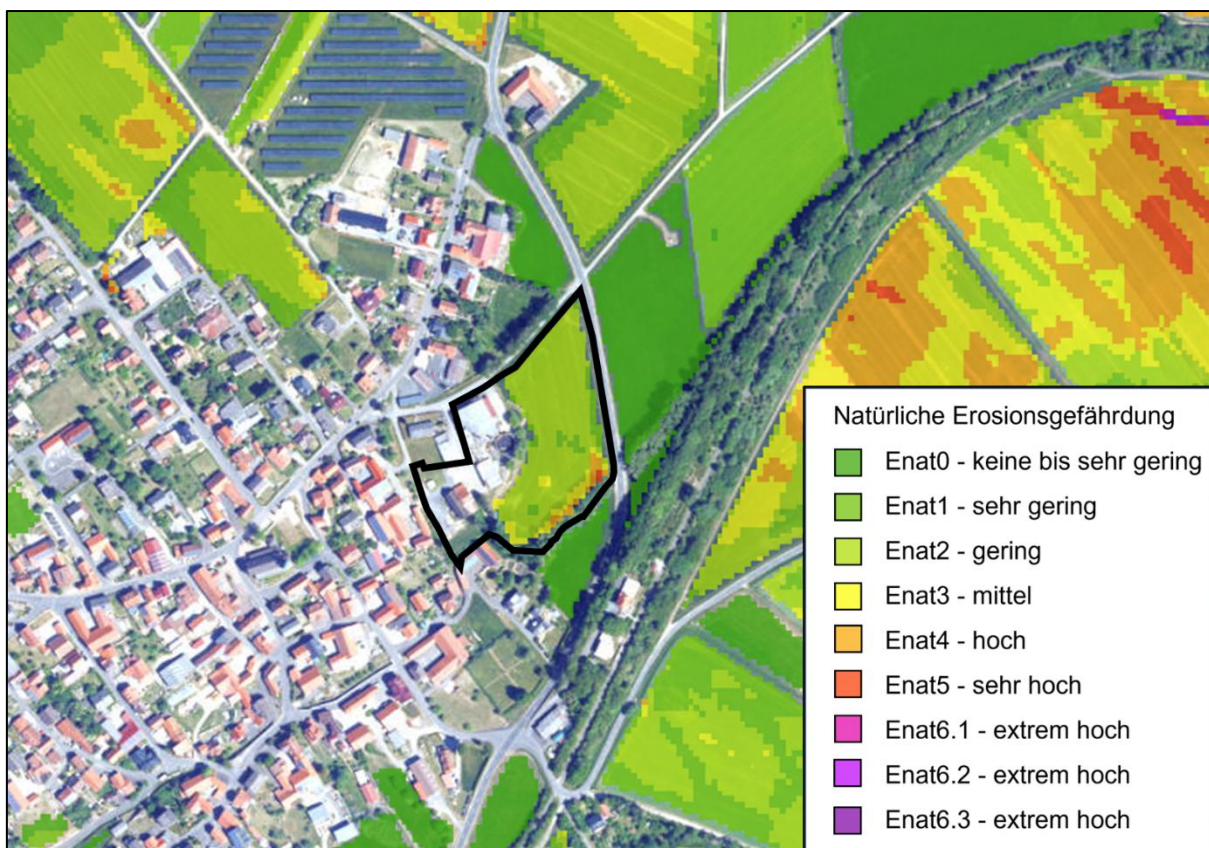 Natürliche Erosionsgefährdung
Enat0 - keine bis sehr gering
Enat1 - sehr gering
Enat2 - gering
Enat3 - mittel
Enat4 - hoch
Enat5 - sehr hoch
Enat6.1 - extrem hoch
Enat6.2 - extrem hoch
Enat6.3 - extrem hoch